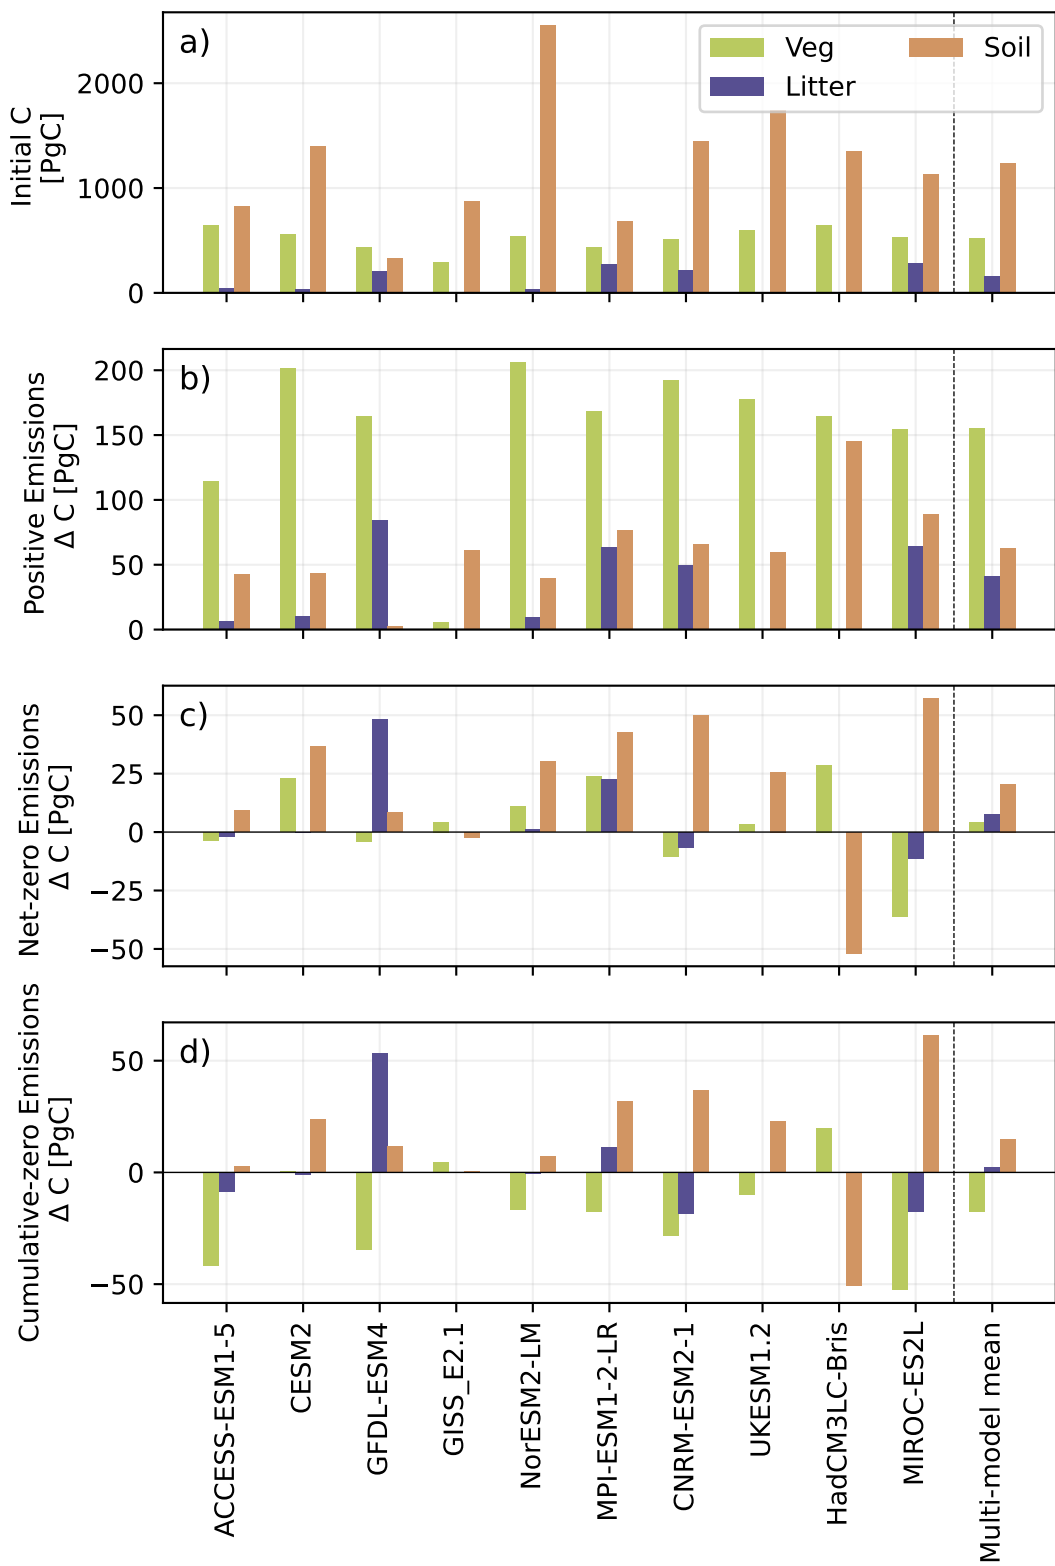 a)
Veg
Litter
Soil
Initial C
[PgC]
2000
1000
0
b)
Positive Emissions
Δ C [PgC]
200
150
100
50
0
c)
Net-zero Emissions
Δ C [PgC]
50
25
0
−25
−50
d)
Cumulative-zero Emissions
Δ C [PgC]
50
0
−50
ACCESS-ESM1-5
CESM2
GFDL-ESM4
GISS_E2.1
NorESM2-LM
MPI-ESM1-2-LR
CNRM-ESM2-1
UKESM1.2
HadCM3LC-Bris
MIROC-ES2L
Multi-model mean